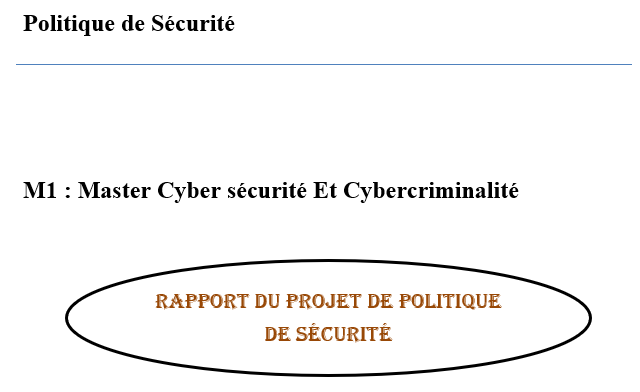 Politique de Sécurité
M1 : Master Cyber sécurité Et Cybercriminalité
RAPPORT DU PROJET DE POLITIQUE
DE SÉCURITÉ